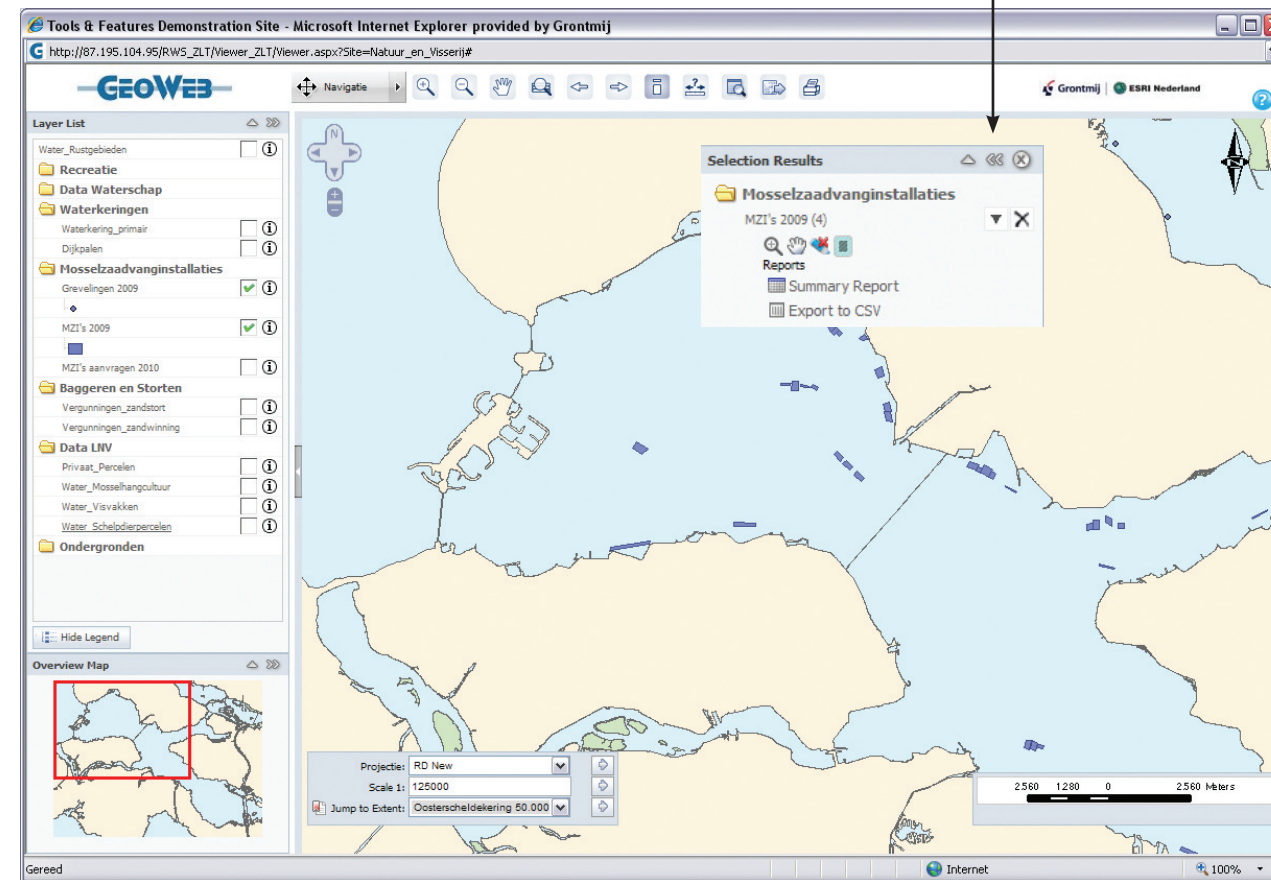 Tools & Features Demonstration Site - Microsoft Internet Explorer provided by Grontmij
http://87.195.104.95/RWS_ZLT/Viewer_ZLT/Viewer.aspx?Site=Natuur_en_Visserij#
GEOWEB
Navigatie
Grontmij | ESRI Nederland
Layer List
Water_Rustgebieden
Recreatie
Data Waterschap
Waterkeringen
Waterkering_primair
Dijkpalen
Mosselzaadvanginstallaties
Grevelingen 2009
MZI's 2009
MZI's aanvragen 2010
Baggeren en Storten
Vergunningen_zandstort
Vergunningen_zandwinning
Data LNV
Privaat_Percelen
Water_Mosselhangcultuur
Water_Visvakken
Water_Schelpdierpercelen
Ondergronden
Hide Legend
Overview Map
N
Selection Results
Mosselzaadvanginstallaties
MZI's 2009 (4)
Reports
Summary Report
Export to CSV
Projectie: RD New
Scale 1: 125000
Jump to Extent: Oosterscheldekering 50.000
2560 1280 0 2560 Meters
Gereed
Internet
100%